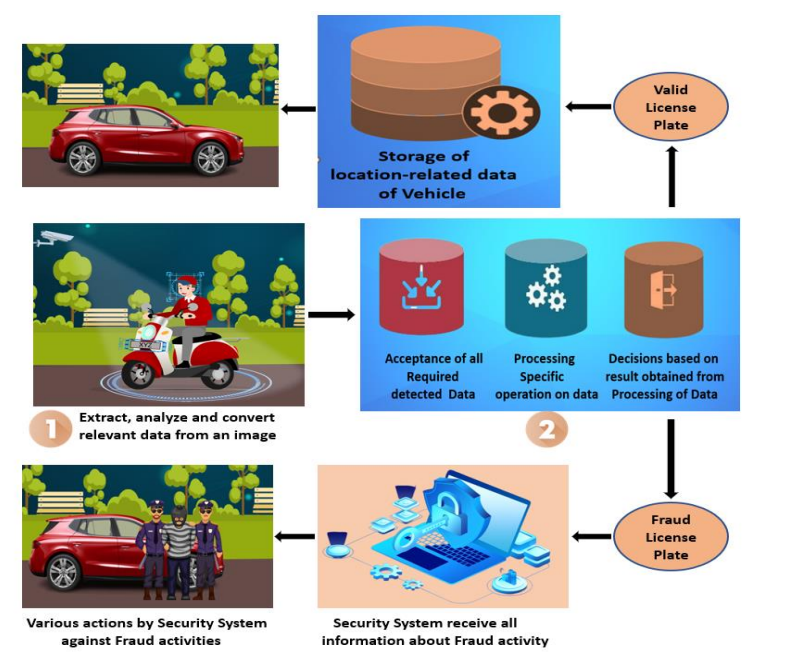 Valid
License
Plate
Storage of
location-related data
of Vehicle
Acceptance of all
Required
detected Data
Processing
Specific
operation on data
Decisions based on
result obtained from
Processing of Data
1
Extract, analyze and convert
relevant data from an image
2
Fraud
License
Plate
Various actions by Security System
against Fraud activities
Security System receive all
information about Fraud activity